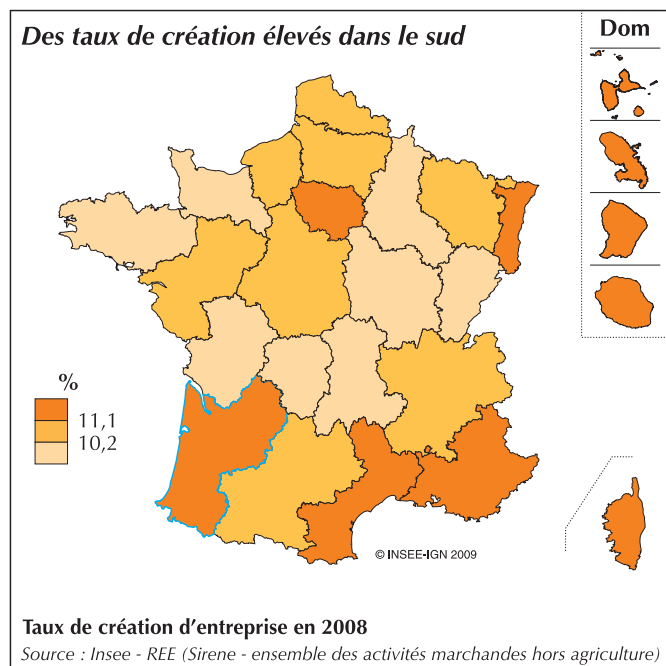 Des taux de création élevés dans le sud
Dom
%
11,1
10,2
© INSEE-IGN 2009
Taux de création d'entreprise en 2008
Source : Insee - REE (Sirene - ensemble des activités marchandes hors agriculture)